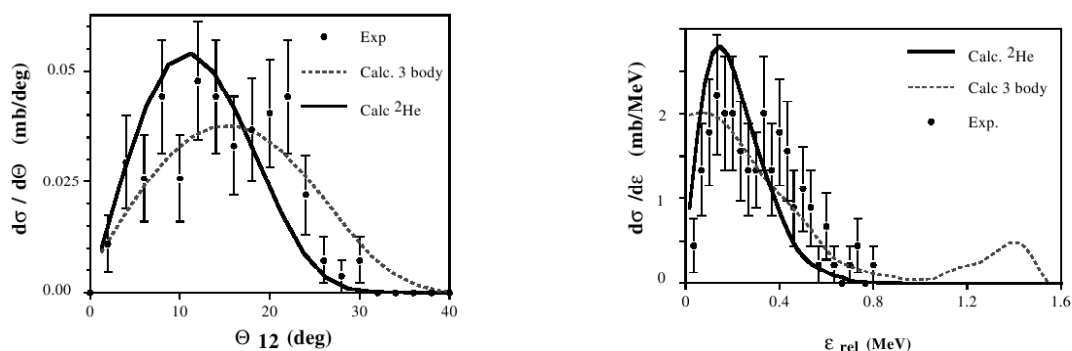 dσ / dΘ (mb/deg)
0.05
0.025
0.00
Exp
Calc. 3 body
Calc ²He
0
10
20
30
40
Θ 12 (deg)
dσ /dε (mb/MeV)
2
1
0
Calc. ²He
Calc 3 body
Exp.
0
0.4
0.8
1.2
1.6
ε rel (MeV)